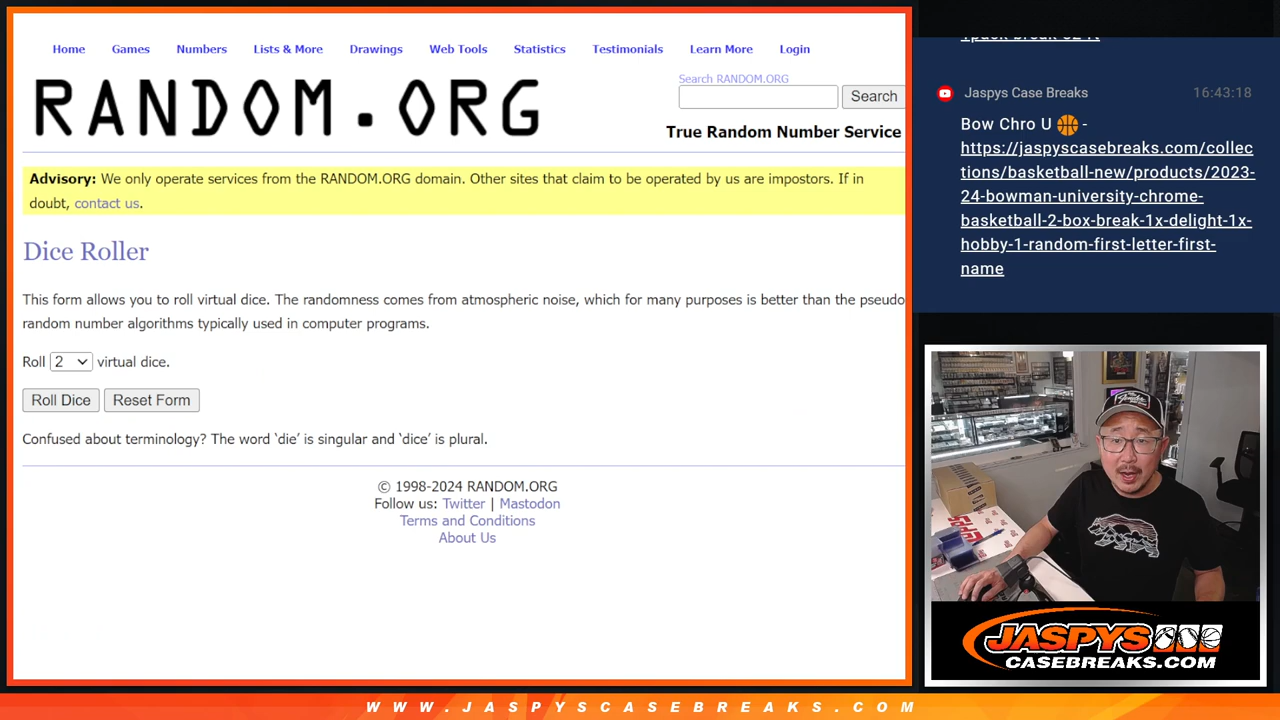 Home Games Numbers Lists & More Drawings Web Tools Statistics Testimonials Learn More Login
RANDOM.ORG
Search RANDOM.ORG
Search
True Random Number Service
Advisory: We only operate services from the RANDOM.ORG domain. Other sites that claim to be operated by us are impostors. If in
doubt, contact us.
Dice Roller
This form allows you to roll virtual dice. The randomness comes from atmospheric noise, which for many purposes is better than the pseudo
random number algorithms typically used in computer programs.
Roll 2 virtual dice.
Roll Dice Reset Form
Confused about terminology? The word ‘die’ is singular and ‘dice’ is plural.
© 1998-2024 RANDOM.ORG
Follow us: Twitter | Mastodon
Terms and Conditions
About Us
Jaspys Case Breaks 16:43:18
Bow Chro U 🏀 -
https://jaspyscasebreaks.com/collec
tions/basketball-new/products/2023-
24-bowman-university-chrome-
basketball-2-box-break-1x-delight-1x-
hobby-1-random-first-letter-first-
name
JASPYS
CASEBREAKS.COM
WWW.JASPYSCASEBREAKS.COM